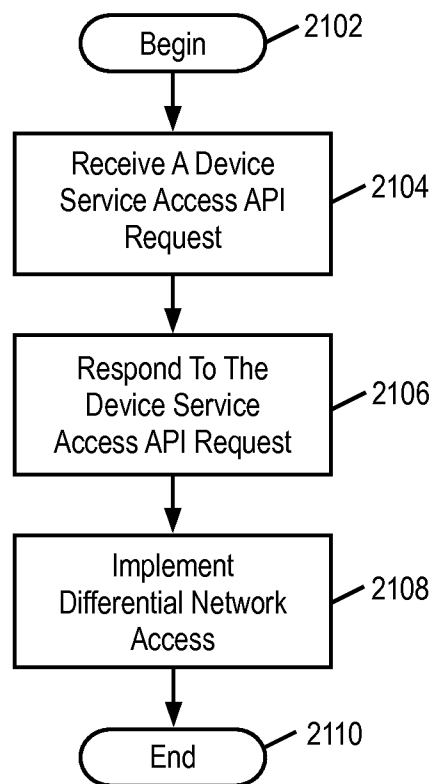 Begin
2102
Receive A Device
Service Access API
Request
2104
Respond To The
Device Service
Access API Request
2106
Implement
Differential Network
Access
2108
End
2110